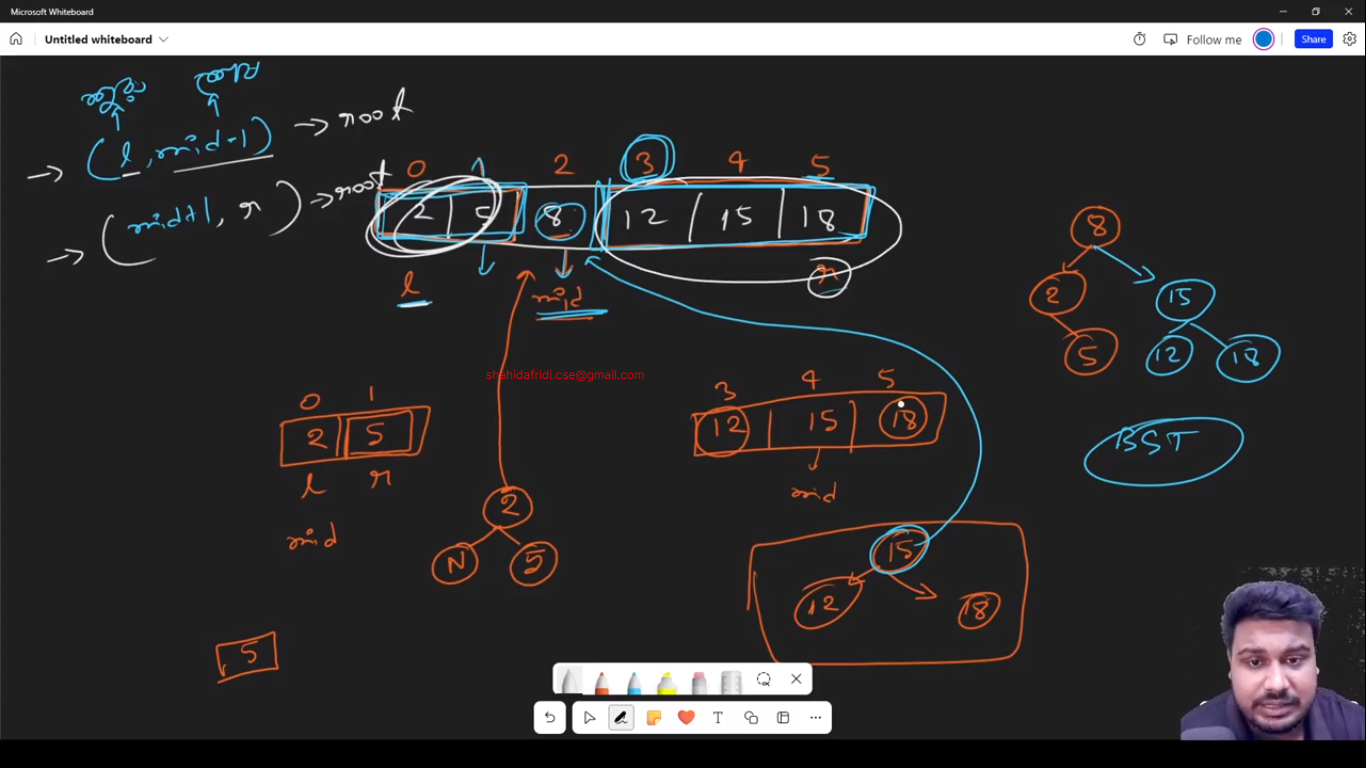 Microsoft Whiteboard
Untitled whiteboard
Follow me
Share
শুরু শেষ
(l, mid-1) → root
(mid+1, r) → root
0 1 2 3 4 5
2 5 8 12 15 18
l mid r
8
2 15
5 12 18
BST
shahidafridi.cse@gmail.com
0 1
2 5
l r
mid
2
N 5
5
3 4 5
12 15 18
mid
15
12 18